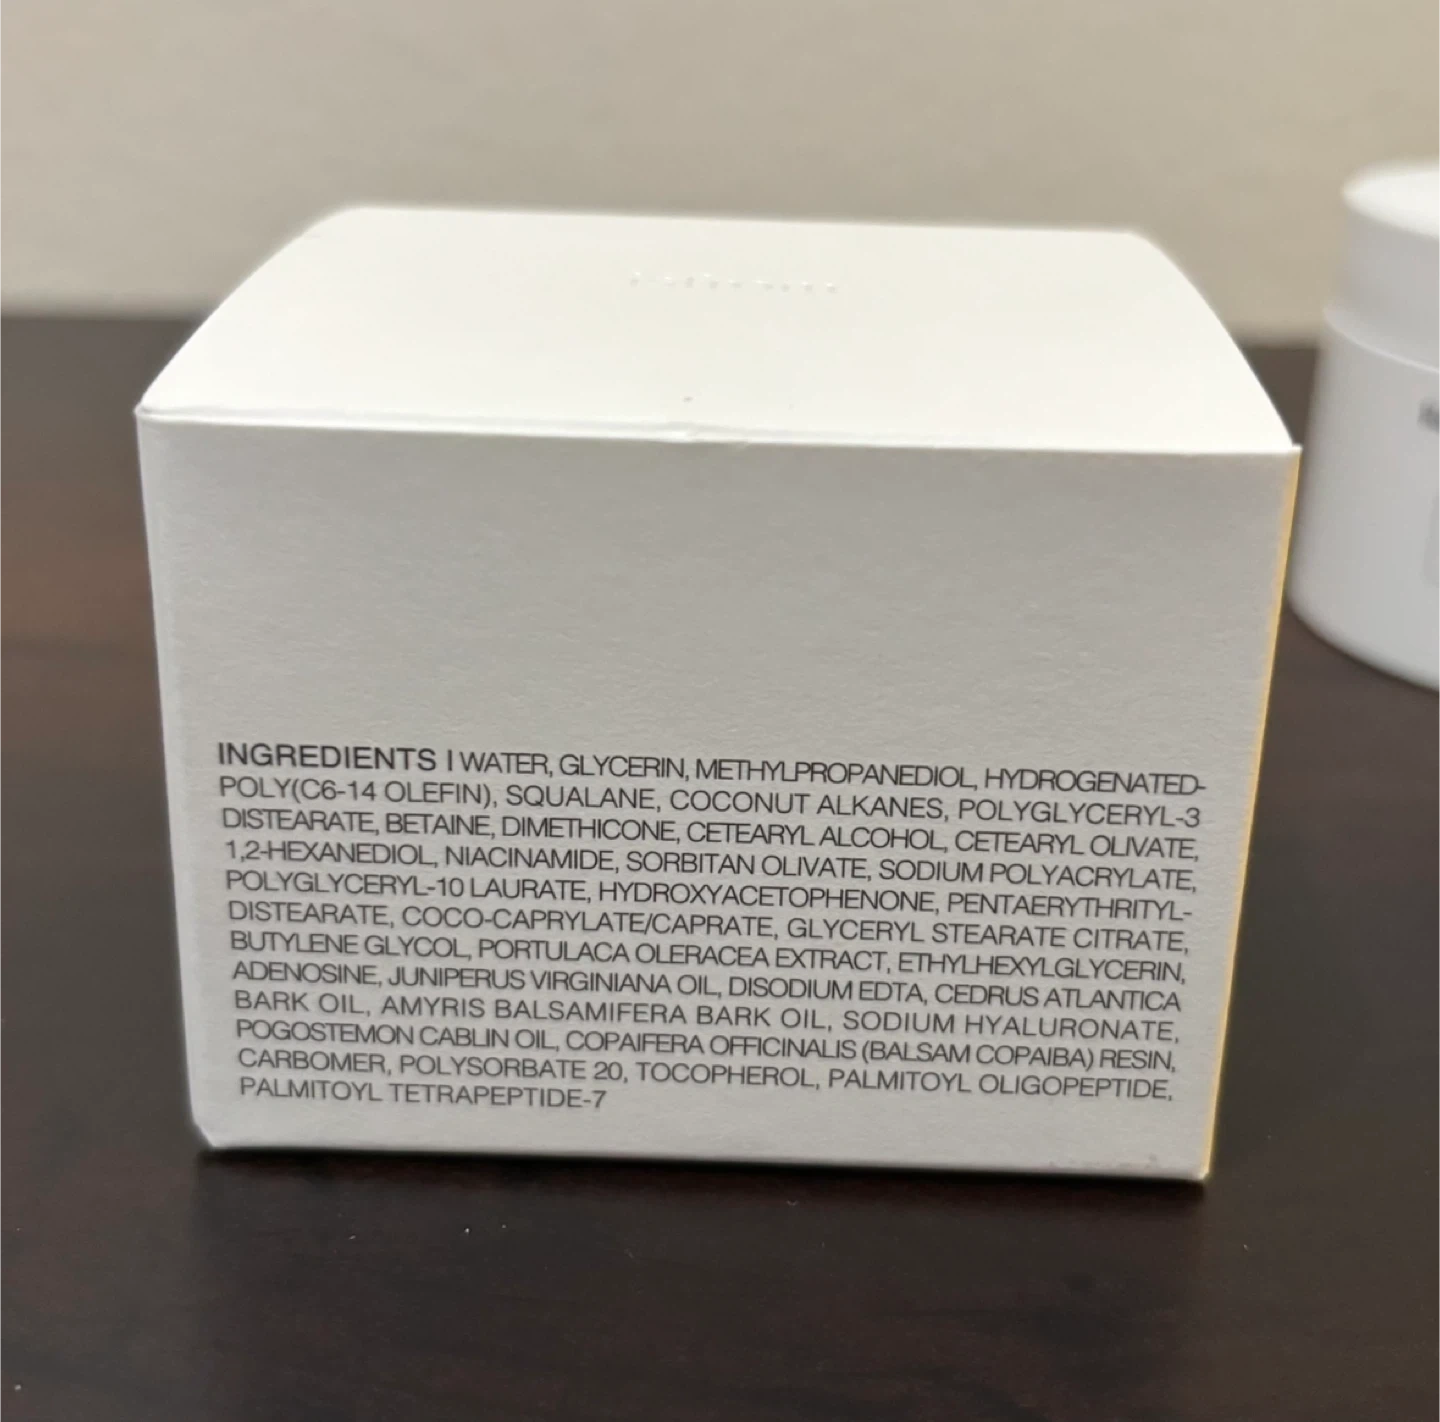 INGREDIENTS | WATER, GLYCERIN, METHYLPROPANEDIOL, HYDROGENATED-
POLY(C6-14 OLEFIN), SQUALANE, COCONUT ALKANES, POLYGLYCERYL-3
DISTEARATE, BETAINE, DIMETHICONE, CETEARYL ALCOHOL, CETEARYL OLIVATE,
1,2-HEXANEDIOL, NIACINAMIDE, SORBITAN OLIVATE, SODIUM POLYACRYLATE,
POLYGLYCERYL-10 LAURATE, HYDROXYACETOPHENONE, PENTAERYTHRITYL-
DISTEARATE, COCO-CAPRYLATE/CAPRATE, GLYCERYL STEARATE CITRATE,
BUTYLENE GLYCOL, PORTULACA OLERACEA EXTRACT, ETHYLHEXYLGLYCERIN,
ADENOSINE, JUNIPERUS VIRGINIANA OIL, DISODIUM EDTA, CEDRUS ATLANTICA
BARK OIL, AMYRIS BALSAMIFERA BARK OIL, SODIUM HYALURONATE,
POGOSTEMON CABLIN OIL, COPAIFERA OFFICINALIS (BALSAM COPAIBA) RESIN,
CARBOMER, POLYSORBATE 20, TOCOPHEROL, PALMITOYL OLIGOPEPTIDE,
PALMITOYL TETRAPEPTIDE-7